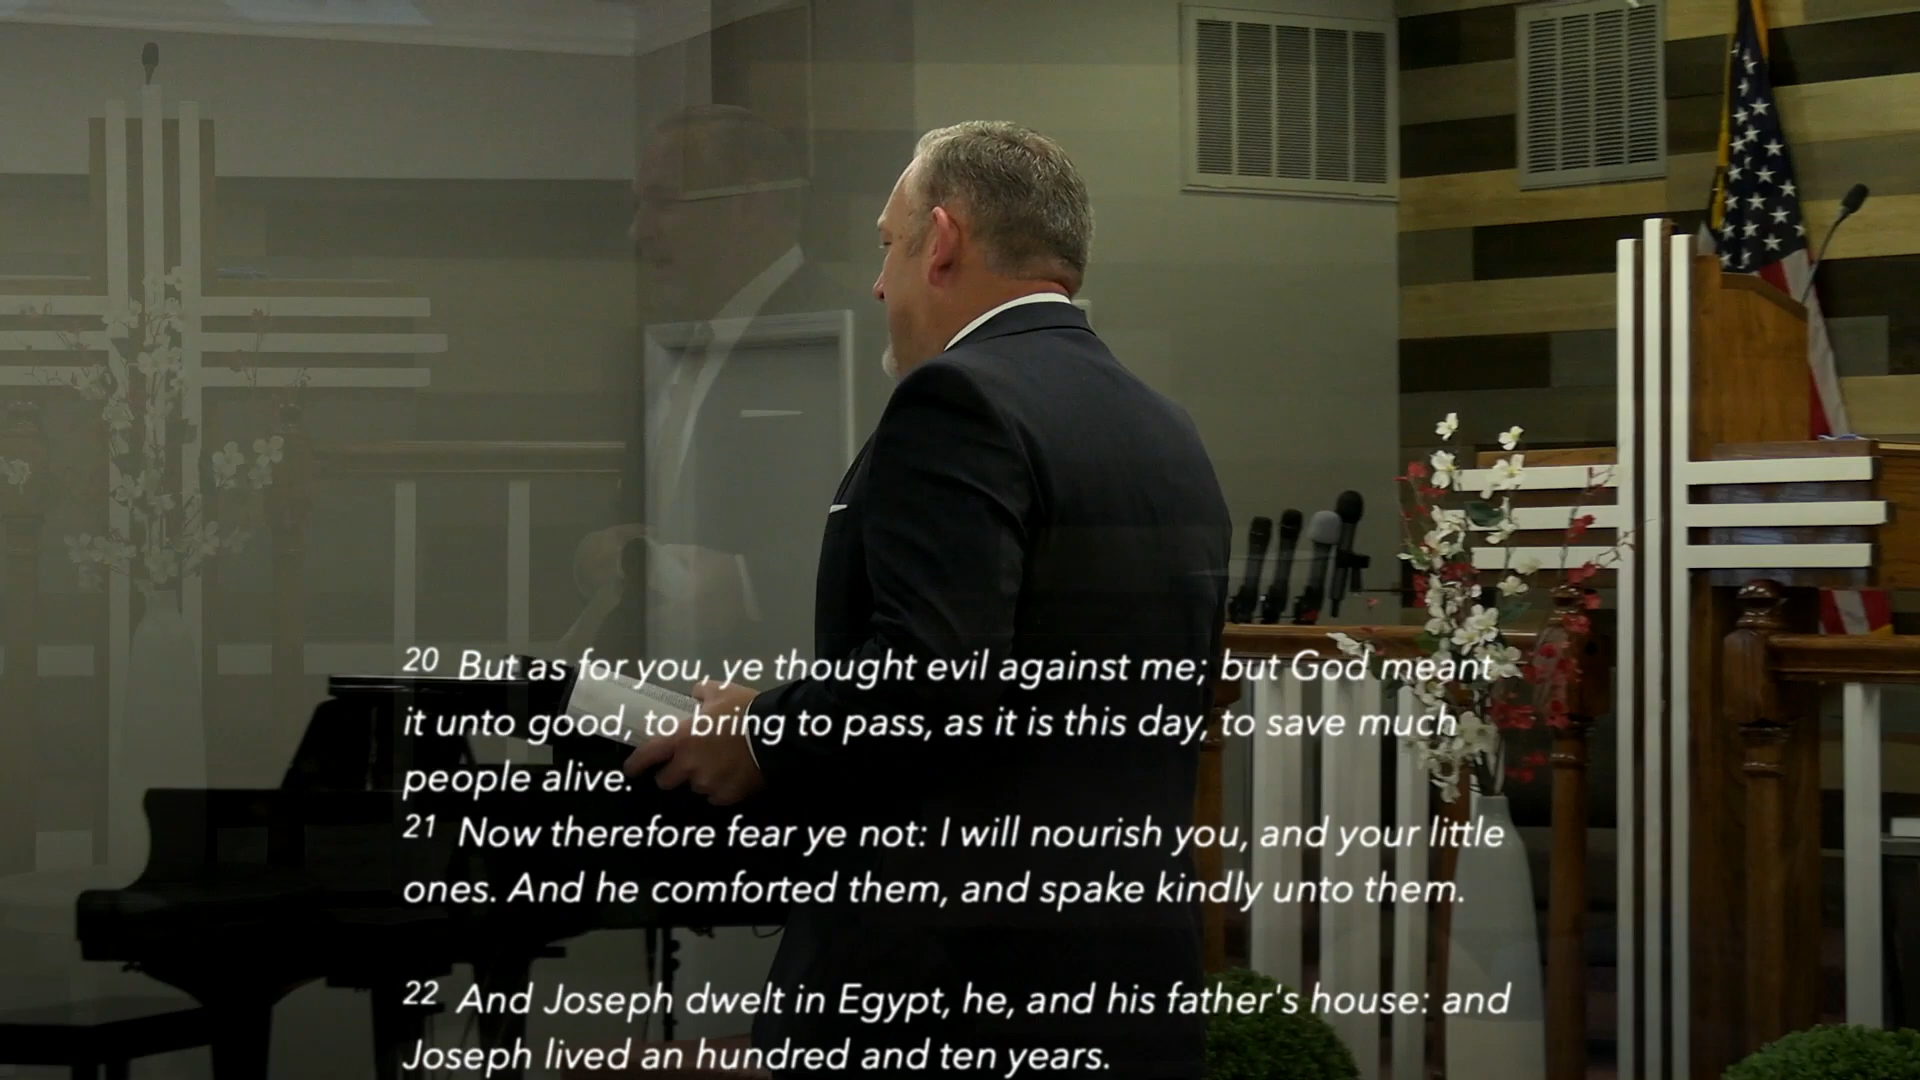 20 But as for you, ye thought evil against me; but God meant
it unto good, to bring to pass, as it is this day, to save much
people alive.
21 Now therefore fear ye not: I will nourish you, and your little
ones. And he comforted them, and spake kindly unto them.
22 And Joseph dwelt in Egypt, he, and his father's house: and
Joseph lived an hundred and ten years.